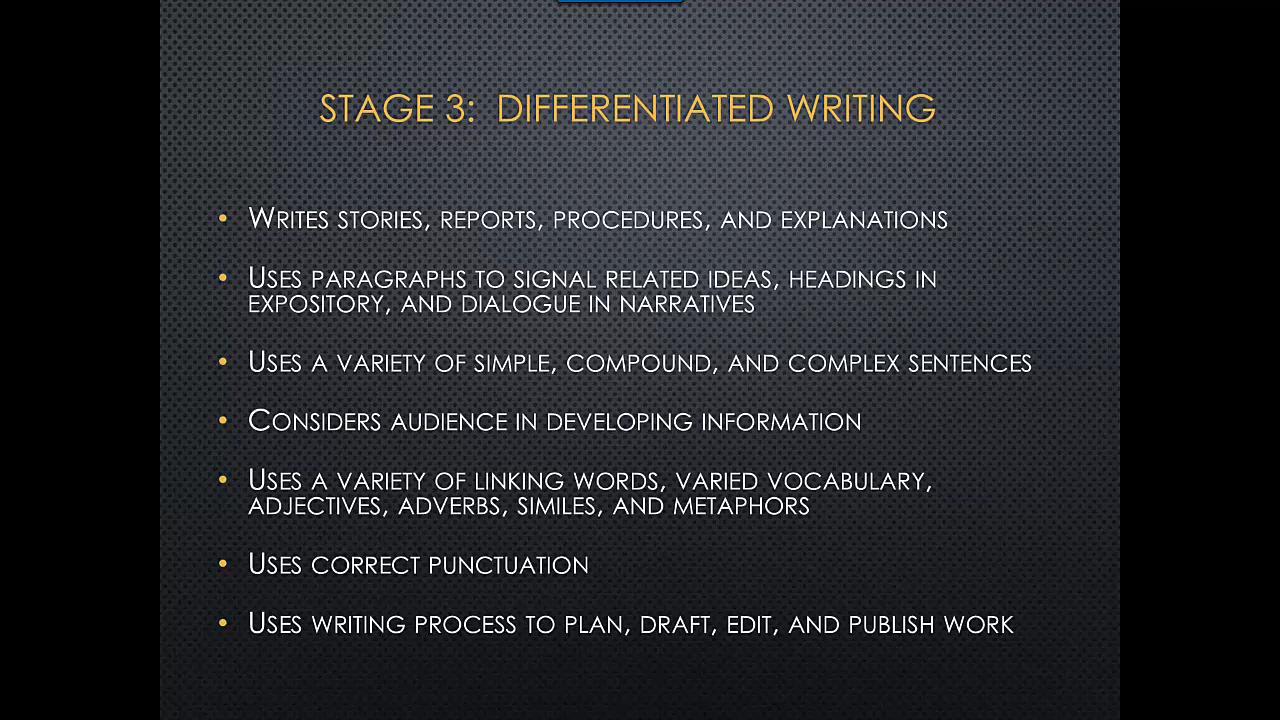 STAGE 3: DIFFERENTIATED WRITING
• WRITES STORIES, REPORTS, PROCEDURES, AND EXPLANATIONS
• USES PARAGRAPHS TO SIGNAL RELATED IDEAS, HEADINGS IN
EXPOSITORY, AND DIALOGUE IN NARRATIVES
• USES A VARIETY OF SIMPLE, COMPOUND, AND COMPLEX SENTENCES
• CONSIDERS AUDIENCE IN DEVELOPING INFORMATION
• USES A VARIETY OF LINKING WORDS, VARIED VOCABULARY,
ADJECTIVES, ADVERBS, SIMILES, AND METAPHORS
• USES CORRECT PUNCTUATION
• USES WRITING PROCESS TO PLAN, DRAFT, EDIT, AND PUBLISH WORK